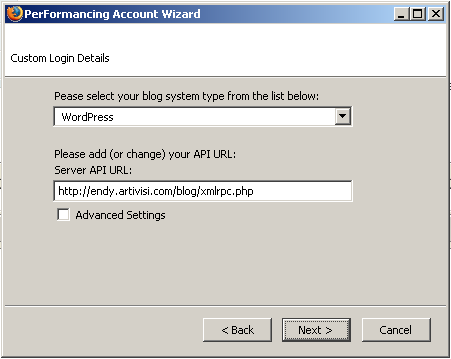 PerFormancing Account Wizard
Custom Login Details
Pease select your blog system type from the list below:
WordPress
Please add (or change) your API URL:
Server API URL:
http://endy.artivisi.com/blog/xmlrpc.php
Advanced Settings
< Back
Next >
Cancel